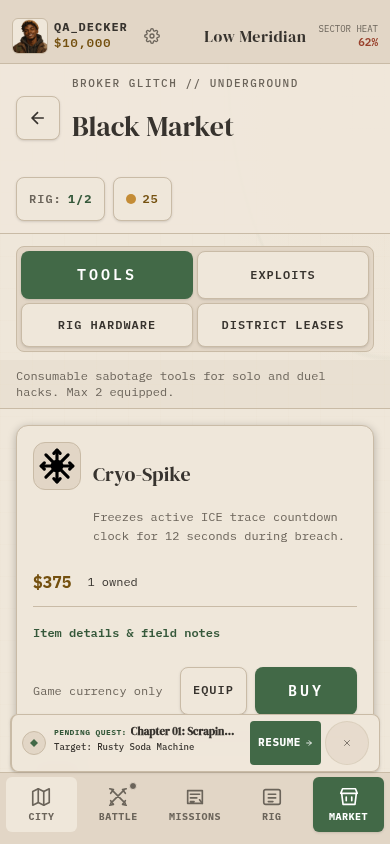 QA_DECKER
$10,000
Low Meridian
SECTOR HEAT
62%
BROKER GLITCH // UNDERGROUND
Black Market
RIG: 1/2
25
TOOLS
EXPLOITS
RIG HARDWARE
DISTRICT LEASES
Consumable sabotage tools for solo and duel
hacks. Max 2 equipped.
Cryo-Spike
Freezes active ICE trace countdown
clock for 12 seconds during breach.
$375 1 owned
Item details & field notes
Game currency only
EQUIP
BUY
PENDING QUEST: Chapter 01: Scrapin...
Target: Rusty Soda Machine
RESUME →
×
CITY
BATTLE
MISSIONS
RIG
MARKET